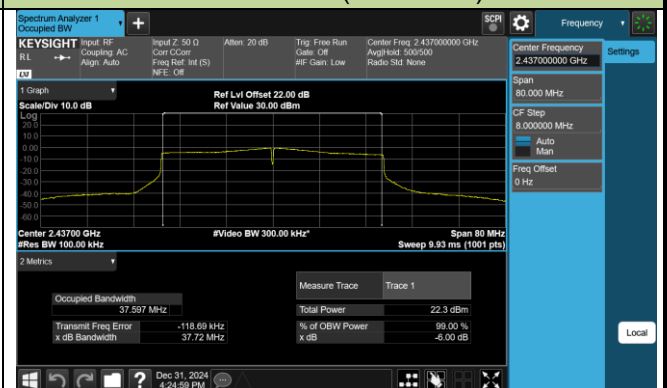 Spectrum Analyzer 1
Occupied BW
SCPI
Frequency
KEYSIGHT
R L
LXI
Input: RF
Coupling: AC
Align: Auto
Input Z: 50 Ω
Corr CCorr
Freq Ref: Int (S)
NFE: Off
Atten: 20 dB
Trig: Free Run
Gate: Off
#IF Gain: Low
Center Freq: 2.437000000 GHz
Avg|Hold: 500/500
Radio Std: None
Center Frequency
2.437000000 GHz
Settings
Span
80.000 MHz
CF Step
8.000000 MHz
Auto
Man
Freq Offset
0 Hz
1 Graph
Scale/Div 10.0 dB
Ref Lvl Offset 22.00 dB
Ref Value 30.00 dBm
Log
20.0
10.0
0.00
-10.0
-20.0
-30.0
-40.0
-50.0
-60.0
Center 2.43700 GHz
#Res BW 100.00 kHz
#Video BW 300.00 kHz*
Span 80 MHz
Sweep 9.93 ms (1001 pts)
2 Metrics
Measure Trace Trace 1
Occupied Bandwidth
37.597 MHz
Total Power 22.3 dBm
Transmit Freq Error -118.69 kHz
% of OBW Power 99.00 %
x dB Bandwidth 37.72 MHz
x dB -6.00 dB
Local
Dec 31, 2024
4:24:59 PM